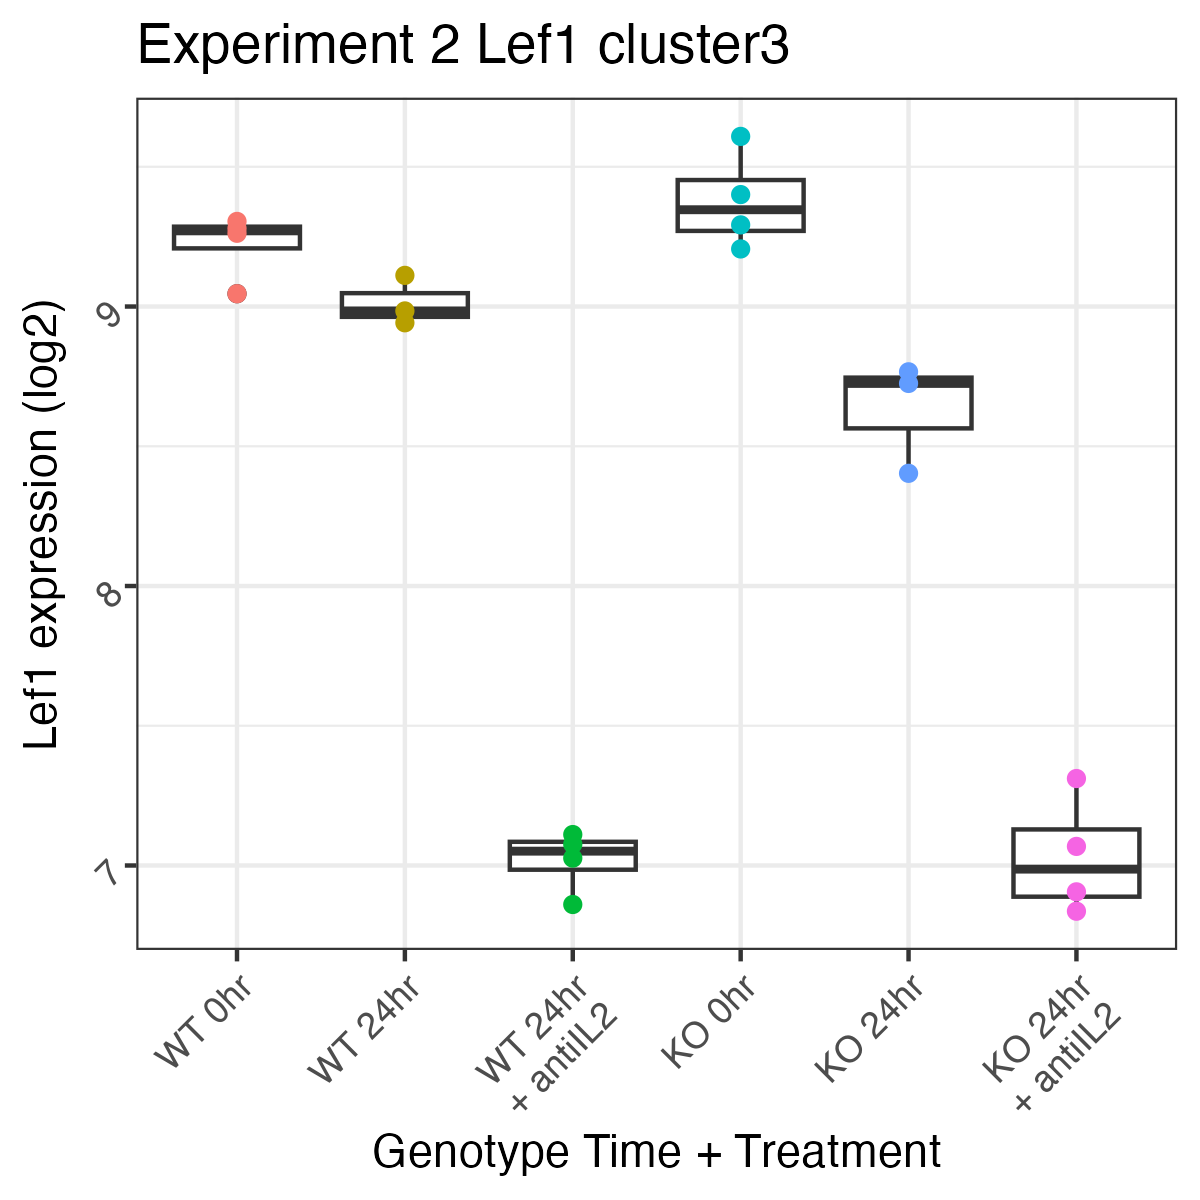 Experiment 2 Lef1 cluster3
Lef1 expression (log2)
9
8
7
WT 0hr
WT 24hr
WT 24hr
+ antiIL2
KO 0hr
KO 24hr
KO 24hr
+ antiIL2
Genotype Time + Treatment